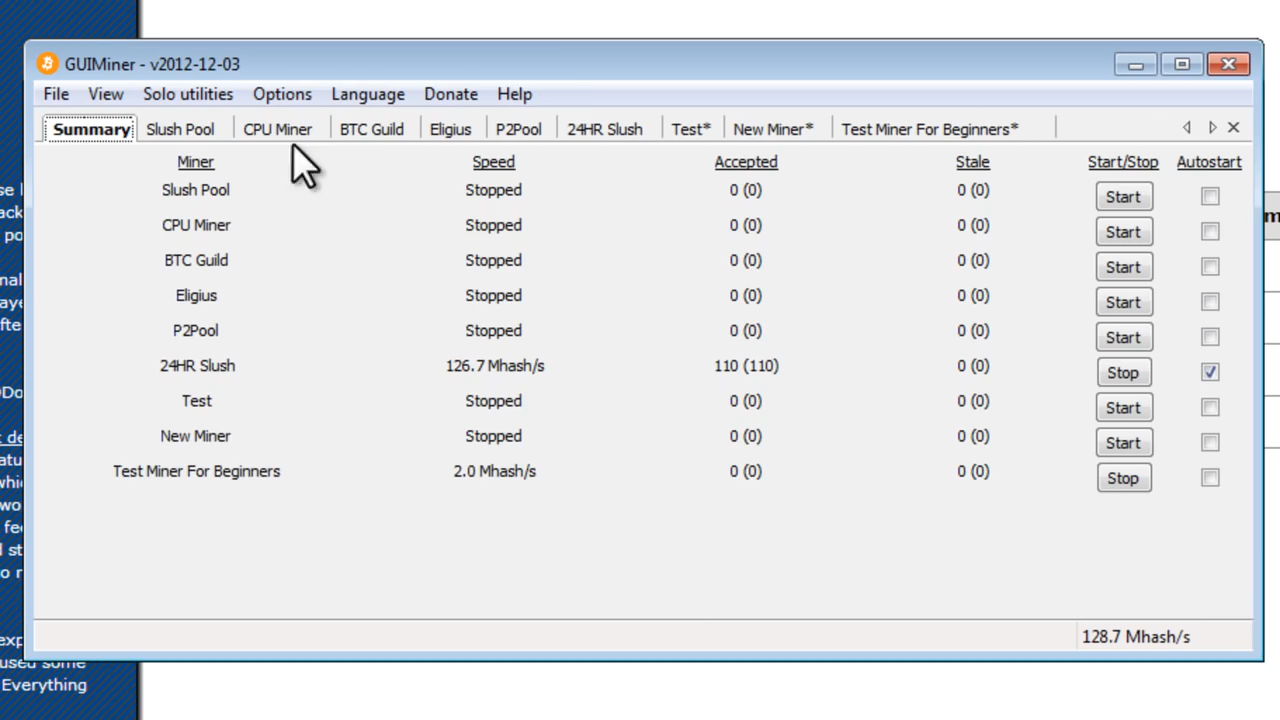 GUIMiner - v2012-12-03
File View Solo utilities Options Language Donate Help
Summary Slush Pool CPU Miner BTC Guild Eligius P2Pool 24HR Slush Test* New Miner* Test Miner For Beginners*
Miner Speed Accepted Stale Start/Stop Autostart
Slush Pool Stopped 0 (0) 0 (0) Start
CPU Miner Stopped 0 (0) 0 (0) Start
BTC Guild Stopped 0 (0) 0 (0) Start
Eligius Stopped 0 (0) 0 (0) Start
P2Pool Stopped 0 (0) 0 (0) Start
24HR Slush 126.7 Mhash/s 110 (110) 0 (0) Stop
Test Stopped 0 (0) 0 (0) Start
New Miner Stopped 0 (0) 0 (0) Start
Test Miner For Beginners 2.0 Mhash/s 0 (0) 0 (0) Stop
128.7 Mhash/s
used some
Everything